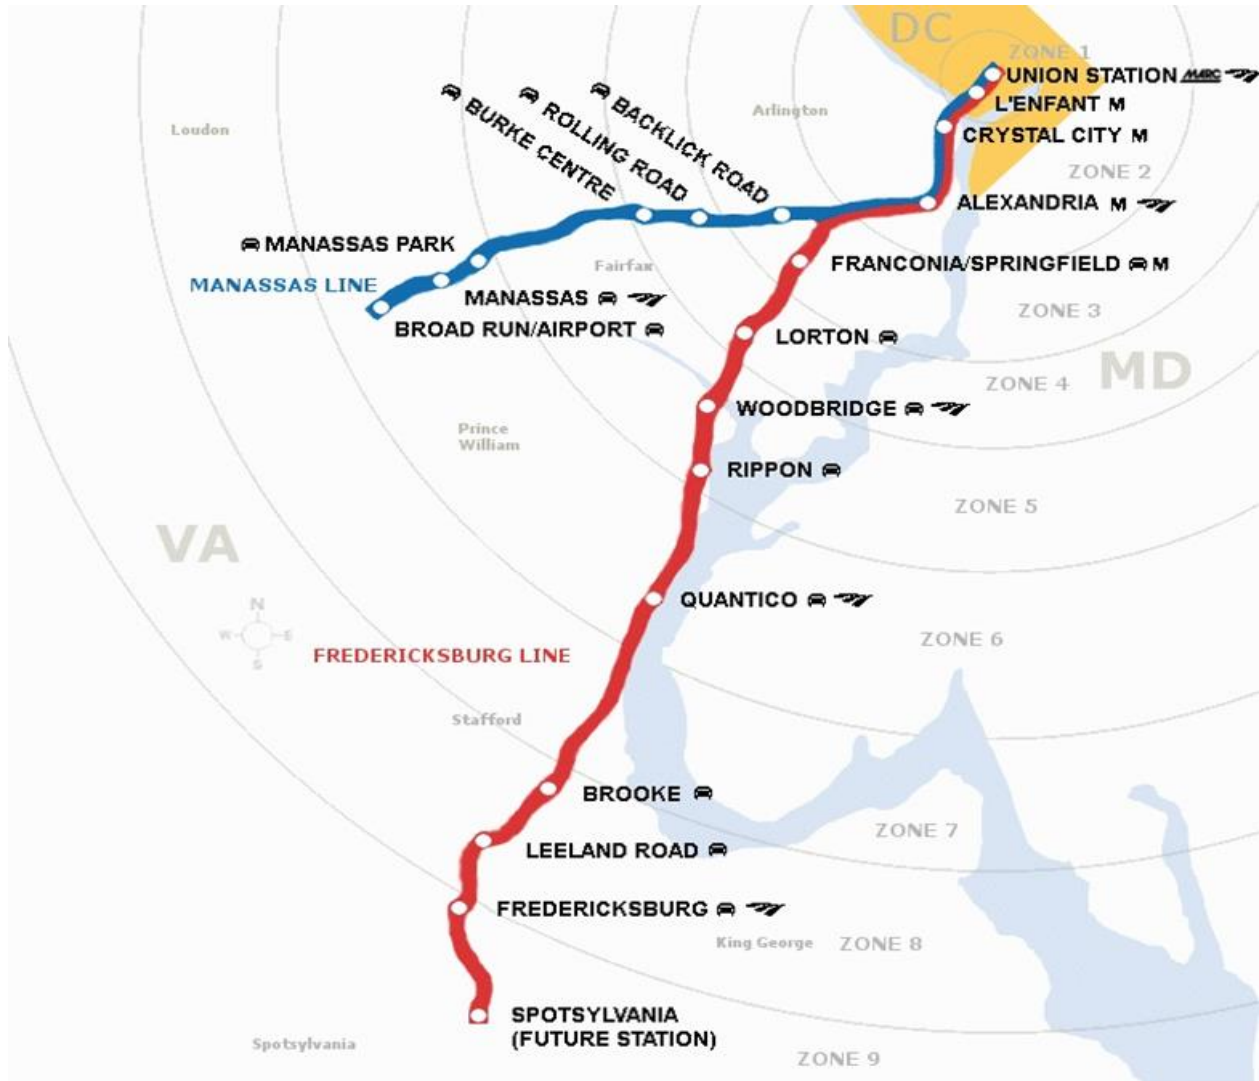 DC
ZONE 1
UNION STATION MARC
L'ENFANT M
CRYSTAL CITY M
ZONE 2
ALEXANDRIA M
Arlington
Loudon
BACKLICK ROAD
ROLLING ROAD
BURKE CENTRE
MANASSAS PARK
MANASSAS LINE
MANASSAS
BROAD RUN/AIRPORT
Fairfax
FRANCONIA/SPRINGFIELD M
ZONE 3
LORTON
ZONE 4
MD
WOODBRIDGE
Prince
William
RIPPON
ZONE 5
VA
QUANTICO
N
W
E
S
ZONE 6
FREDERICKSBURG LINE
Stafford
BROOKE
ZONE 7
LEELAND ROAD
FREDERICKSBURG
King George
ZONE 8
SPOTSYLVANIA
(FUTURE STATION)
Spotsylvania
ZONE 9